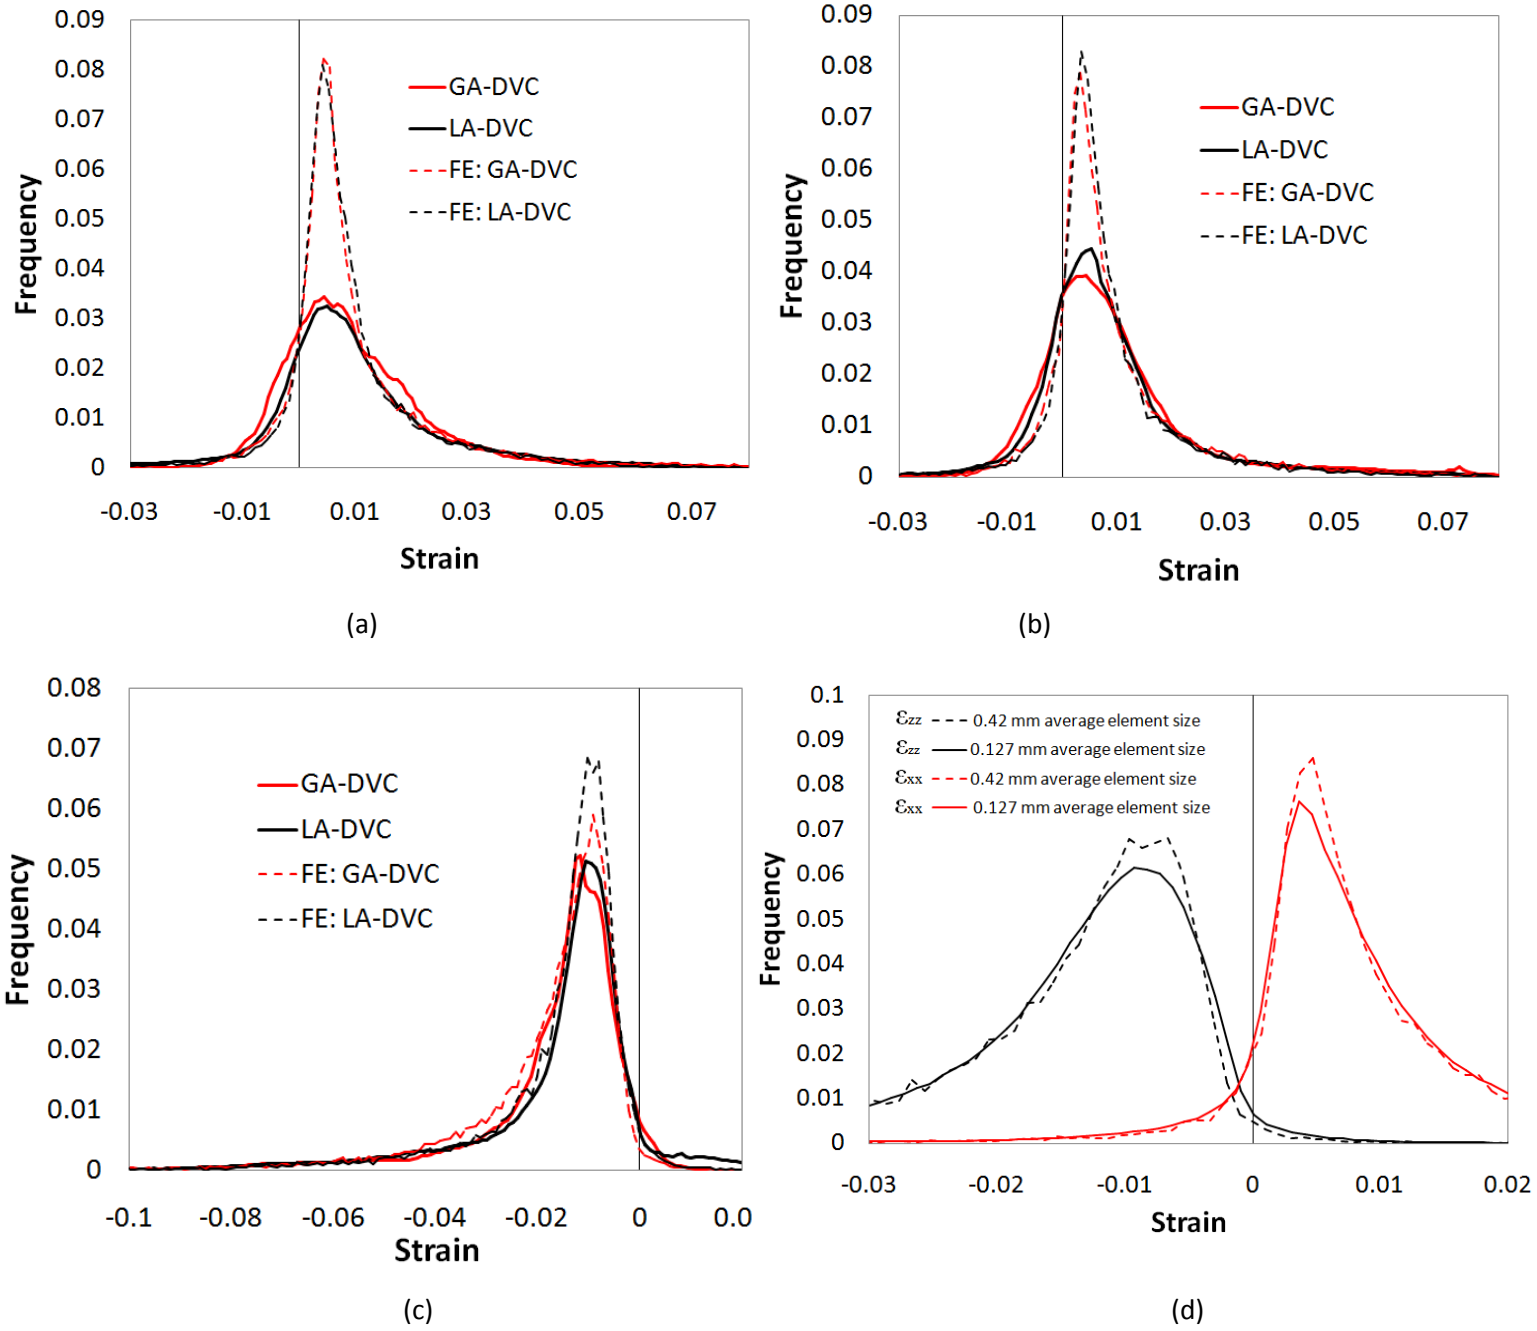 0.09
0.08
0.07
0.06
0.05
0.04
0.03
0.02
0.01
0
Frequency
GA-DVC
LA-DVC
FE: GA-DVC
FE: LA-DVC
-0.03 -0.01 0.01 0.03 0.05 0.07
Strain
(a)
0.09
0.08
0.07
0.06
0.05
0.04
0.03
0.02
0.01
0
Frequency
GA-DVC
LA-DVC
FE: GA-DVC
FE: LA-DVC
-0.03 -0.01 0.01 0.03 0.05 0.07
Strain
(b)
0.08
0.07
0.06
0.05
0.04
0.03
0.02
0.01
0
Frequency
GA-DVC
LA-DVC
FE: GA-DVC
FE: LA-DVC
-0.1 -0.08 -0.06 -0.04 -0.02 0 0.0
Strain
(c)
0.1
0.09
0.08
0.07
0.06
0.05
0.04
0.03
0.02
0.01
0
Frequency
εzz 0.42 mm average element size
εzz 0.127 mm average element size
εxx 0.42 mm average element size
εxx 0.127 mm average element size
-0.03 -0.02 -0.01 0 0.01 0.02
Strain
(d)